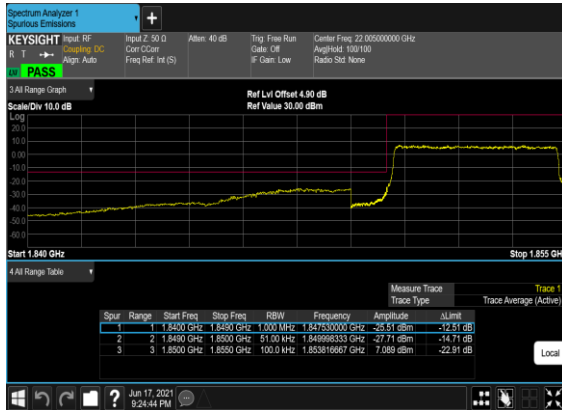 Spectrum Analyzer 1
Spurious Emissions
KEYSIGHT
R T
LXI
PASS
Input: RF
Coupling: DC
Align: Auto
Input Z: 50 Ω
Corr CCorr
Freq Ref: Int (S)
Atten: 40 dB
Trig: Free Run
Gate: Off
IF Gain: Low
Center Freq: 22.005000000 GHz
Avg|Hold: 100/100
Radio Std: None
3 All Range Graph
Scale/Div 10.0 dB
Ref Lvl Offset 4.90 dB
Ref Value 30.00 dBm
Log
20.0
10.0
0.00
-10.0
-20.0
-30.0
-40.0
-50.0
-60.0
Start 1.840 GHz
Stop 1.855 GH
4 All Range Table
Measure Trace Trace 1
Trace Type Trace Average (Active)
Spur Range Start Freq Stop Freq RBW Frequency Amplitude ΔLimit
1 1 1.8400 GHz 1.8490 GHz 1.000 MHz 1.847530000 GHz -25.51 dBm -12.51 dB
2 2 1.8490 GHz 1.8500 GHz 51.00 kHz 1.849998333 GHz -27.71 dBm -14.71 dB
3 3 1.8500 GHz 1.8550 GHz 100.0 kHz 1.853816667 GHz 7.089 dBm -22.91 dB
Local
?
Jun 17, 2021
9:24:44 PM